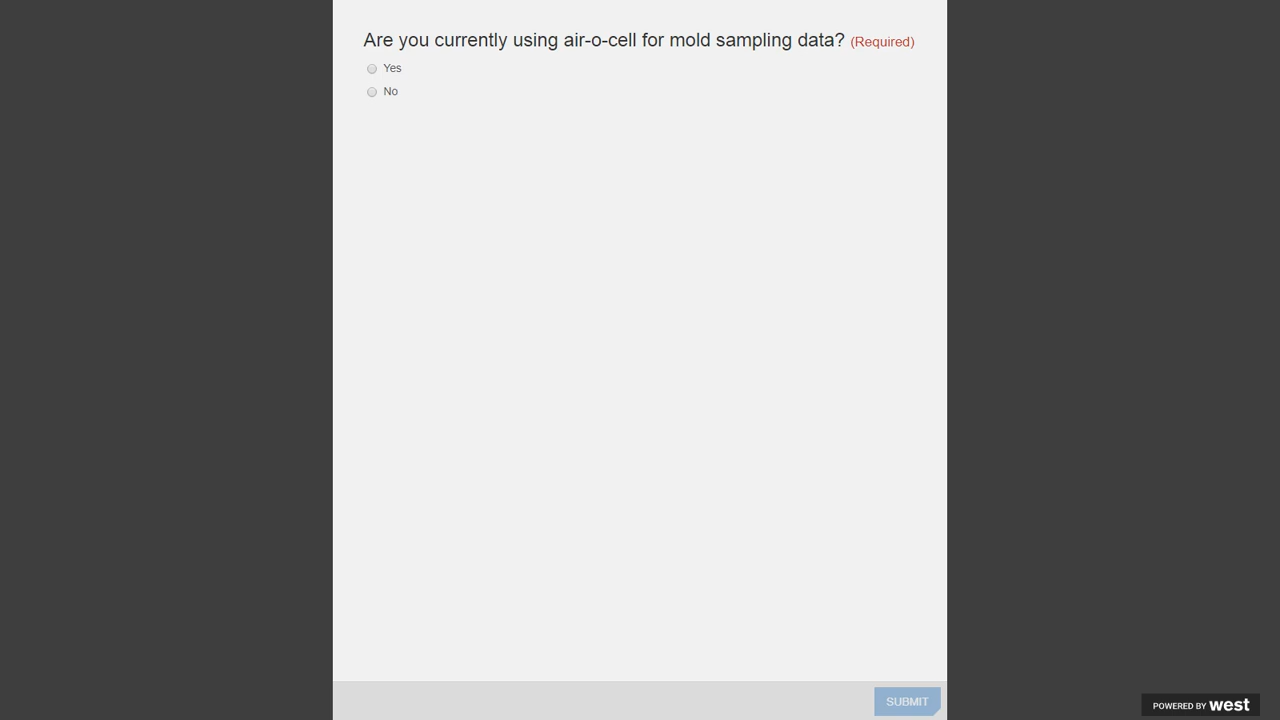 Are you currently using air-o-cell for mold sampling data? (Required)
Yes
No
SUBMIT
POWERED BY west